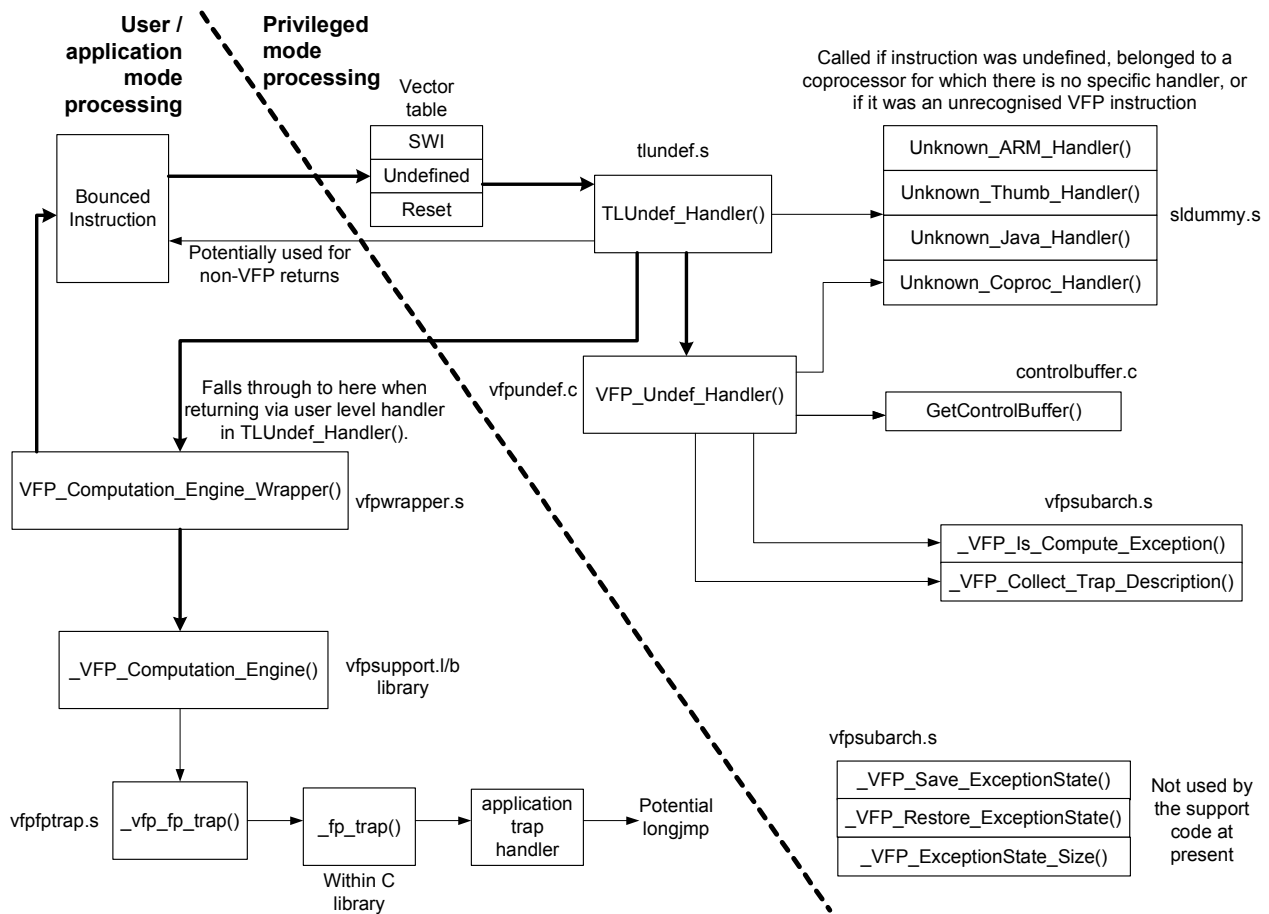 User /
application
mode
processing
Privileged
mode
processing
Vector
table
SWI
Undefined
Reset
Called if instruction was undefined, belonged to a
coprocessor for which there is no specific handler, or
if it was an unrecognised VFP instruction
Bounced
Instruction
tlundef.s
TLUndef_Handler()
Unknown_ARM_Handler()
Unknown_Thumb_Handler()
Unknown_Java_Handler()
Unknown_Coproc_Handler()
sldummy.s
Potentially used for
non-VFP returns
Falls through to here when
returning via user level handler
in TLUndef_Handler().
vfpundef.c
VFP_Undef_Handler()
controlbuffer.c
GetControlBuffer()
VFP_Computation_Engine_Wrapper()
vfpwrapper.s
vfpsubarch.s
_VFP_Is_Compute_Exception()
_VFP_Collect_Trap_Description()
_VFP_Computation_Engine()
vfpsupport.l/b
library
vfpsubarch.s
_VFP_Save_ExceptionState()
_VFP_Restore_ExceptionState()
_VFP_ExceptionState_Size()
Not used by
the support
code at
present
vfpfptrap.s
_vfp_fp_trap()
_fp_trap()
Within C
library
application
trap
handler
Potential
longjmp